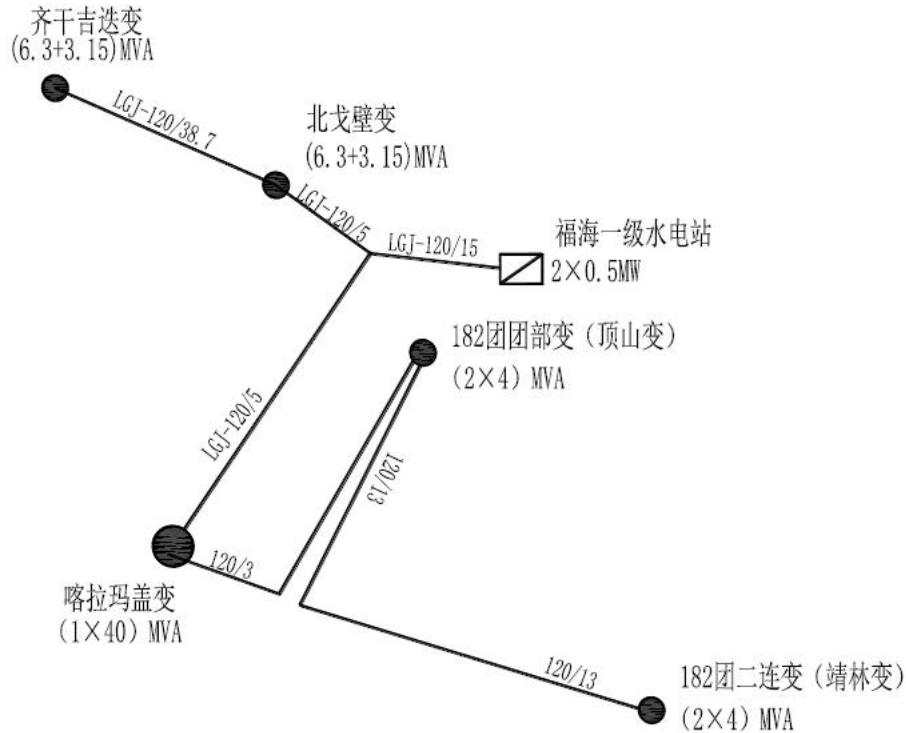 齐干吉迭变
(6.3+3.15)MVA
LGJ-120/38.7
北戈壁变
(6.3+3.15)MVA
LGJ-120/5
LGJ-120/15
福海一级水电站
2×0.5MW
182团团部变（顶山变）
(2×4) MVA
LGJ-120/5
120/13
120/3
喀拉玛盖变
(1×40) MVA
120/13
182团二连变（靖林变）
(2×4) MVA